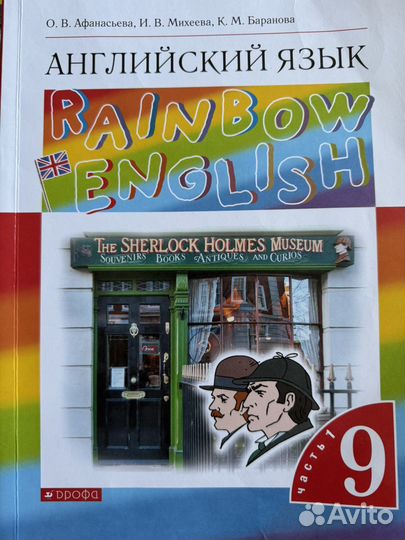 О. В. Афанасьева, И. В. Михеева, К. М. Баранова
АНГЛИЙСКИЙ ЯЗЫК
RAINBOW
ENGLISH
THE SHERLOCK HOLMES MUSEUM
SOUVENIRS BOOKS ANTIQUES AND CURIOS
часть 1
9
дрофа
Avito